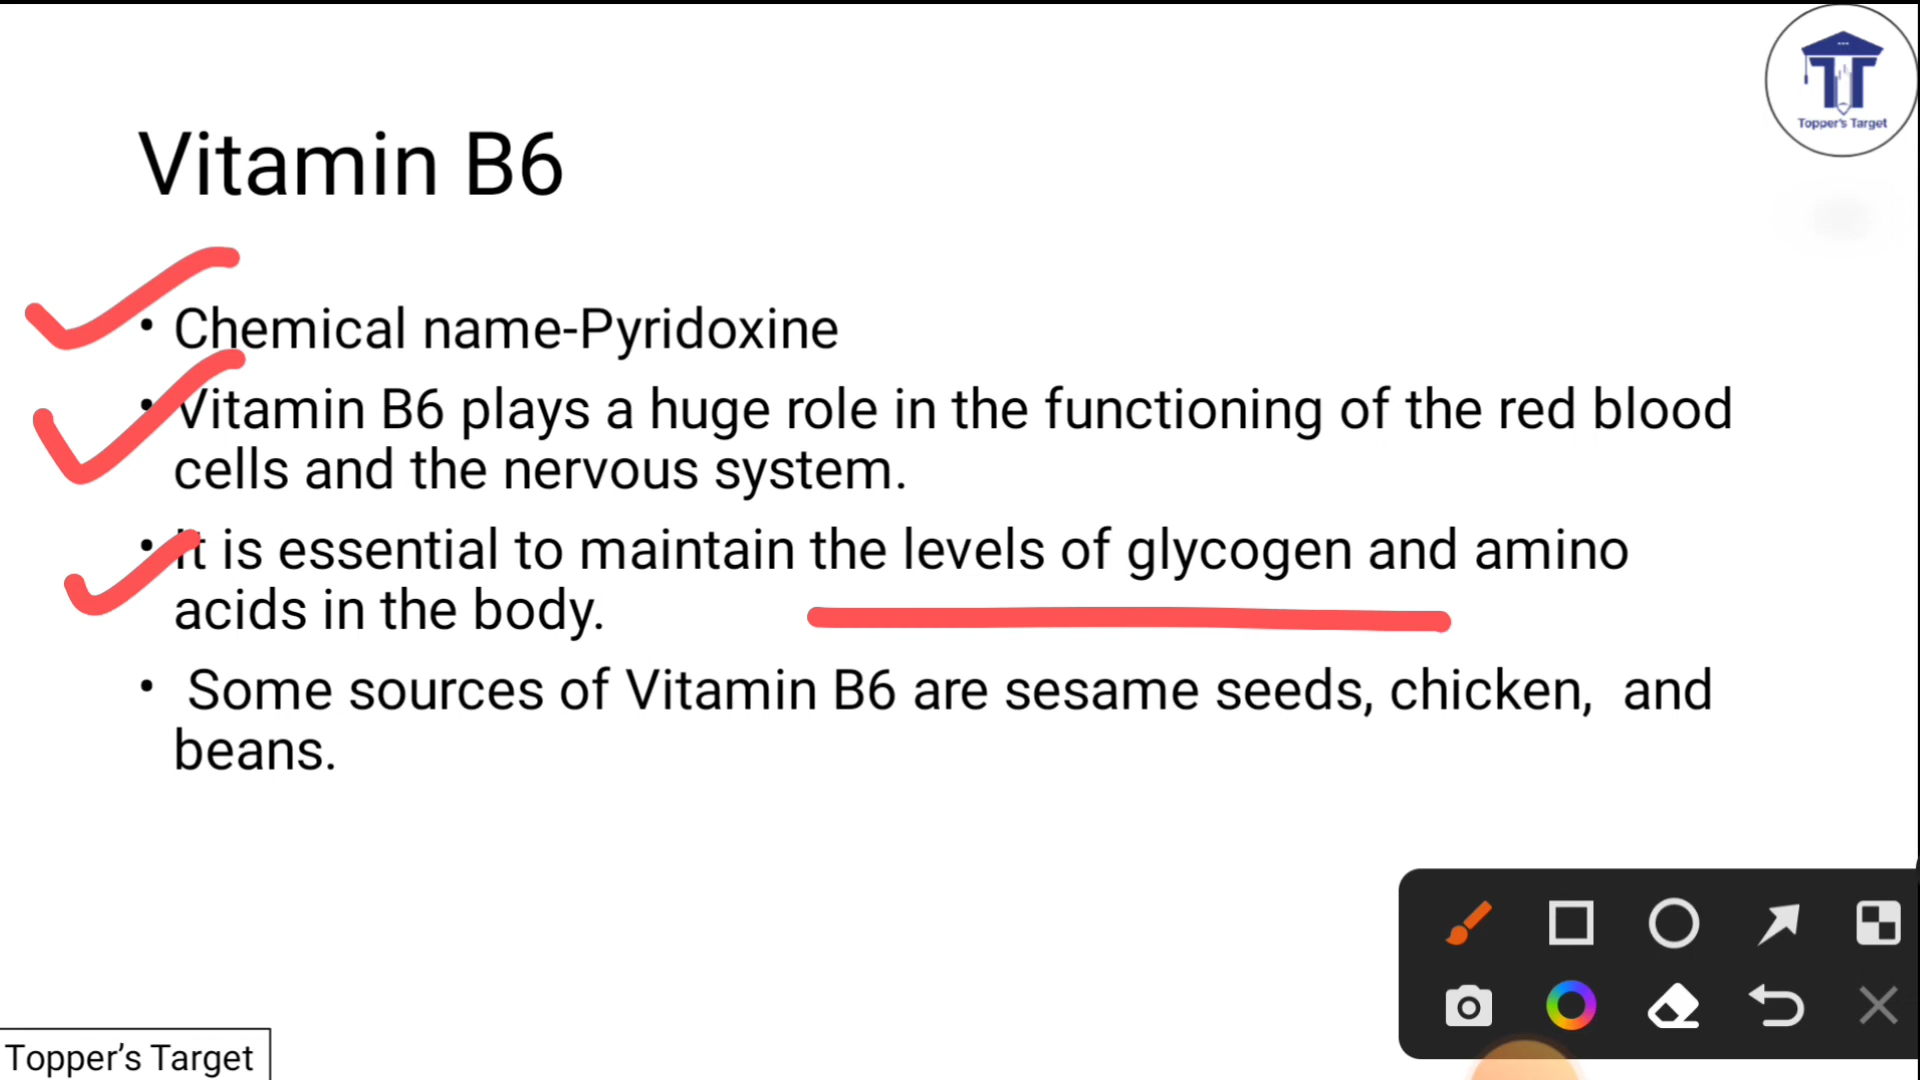 Topper's Target
Vitamin B6
• Chemical name-Pyridoxine
• Vitamin B6 plays a huge role in the functioning of the red blood
cells and the nervous system.
• It is essential to maintain the levels of glycogen and amino
acids in the body.
• Some sources of Vitamin B6 are sesame seeds, chicken, and
beans.
Topper’s Target